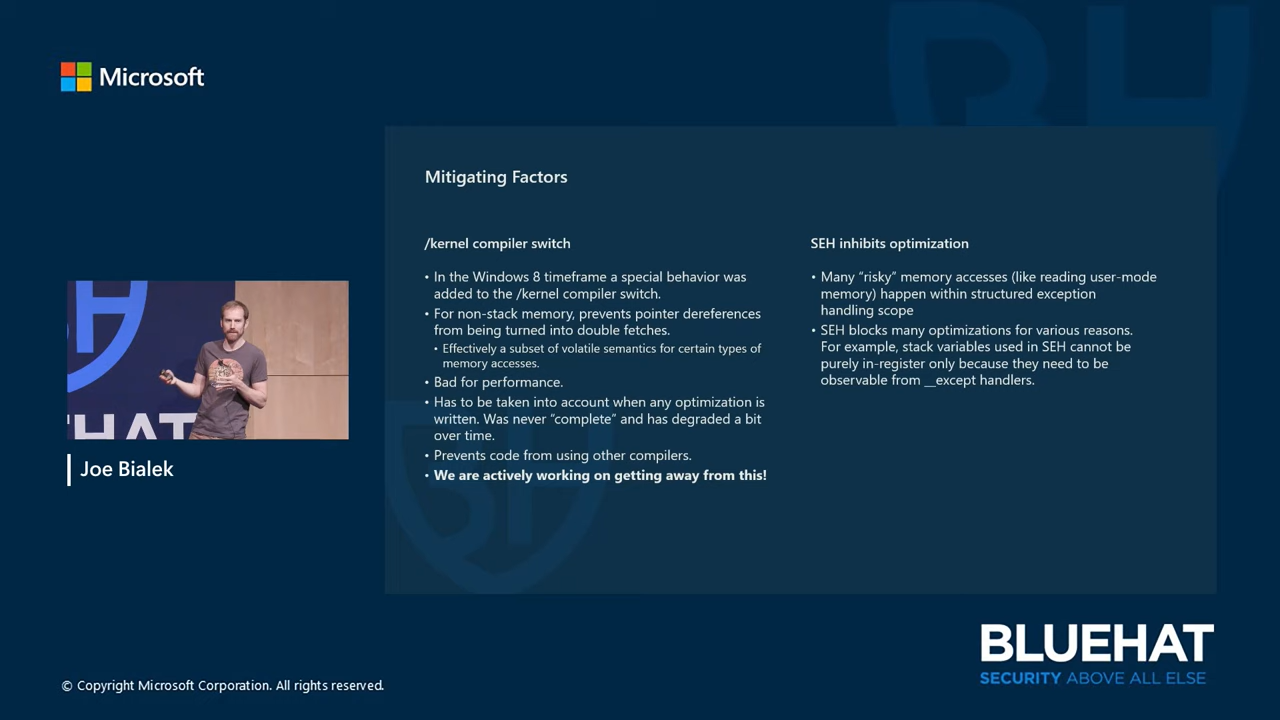 Microsoft
Mitigating Factors
/kernel compiler switch
• In the Windows 8 timeframe a special behavior was
added to the /kernel compiler switch.
• For non-stack memory, prevents pointer dereferences
from being turned into double fetches.
• Effectively a subset of volatile semantics for certain types of
memory accesses.
• Bad for performance.
• Has to be taken into account when any optimization is
written. Was never “complete” and has degraded a bit
over time.
• Prevents code from using other compilers.
• We are actively working on getting away from this!
SEH inhibits optimization
• Many “risky” memory accesses (like reading user-mode
memory) happen within structured exception
handling scope
• SEH blocks many optimizations for various reasons.
For example, stack variables used in SEH cannot be
purely in-register only because they need to be
observable from __except handlers.
HAT
Joe Bialek
BLUEHAT
SECURITY ABOVE ALL ELSE
© Copyright Microsoft Corporation. All rights reserved.